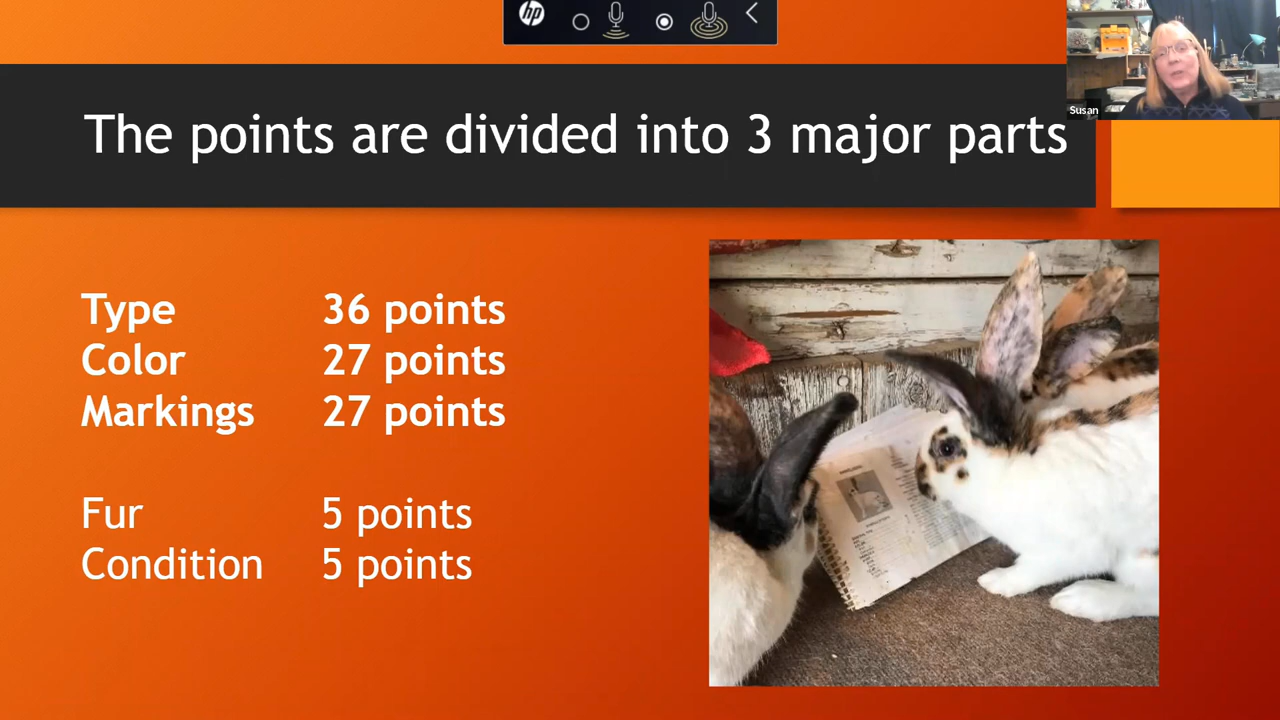 hp
The points are divided into 3 major parts
Susan
Type 36 points
Color 27 points
Markings 27 points
Fur 5 points
Condition 5 points